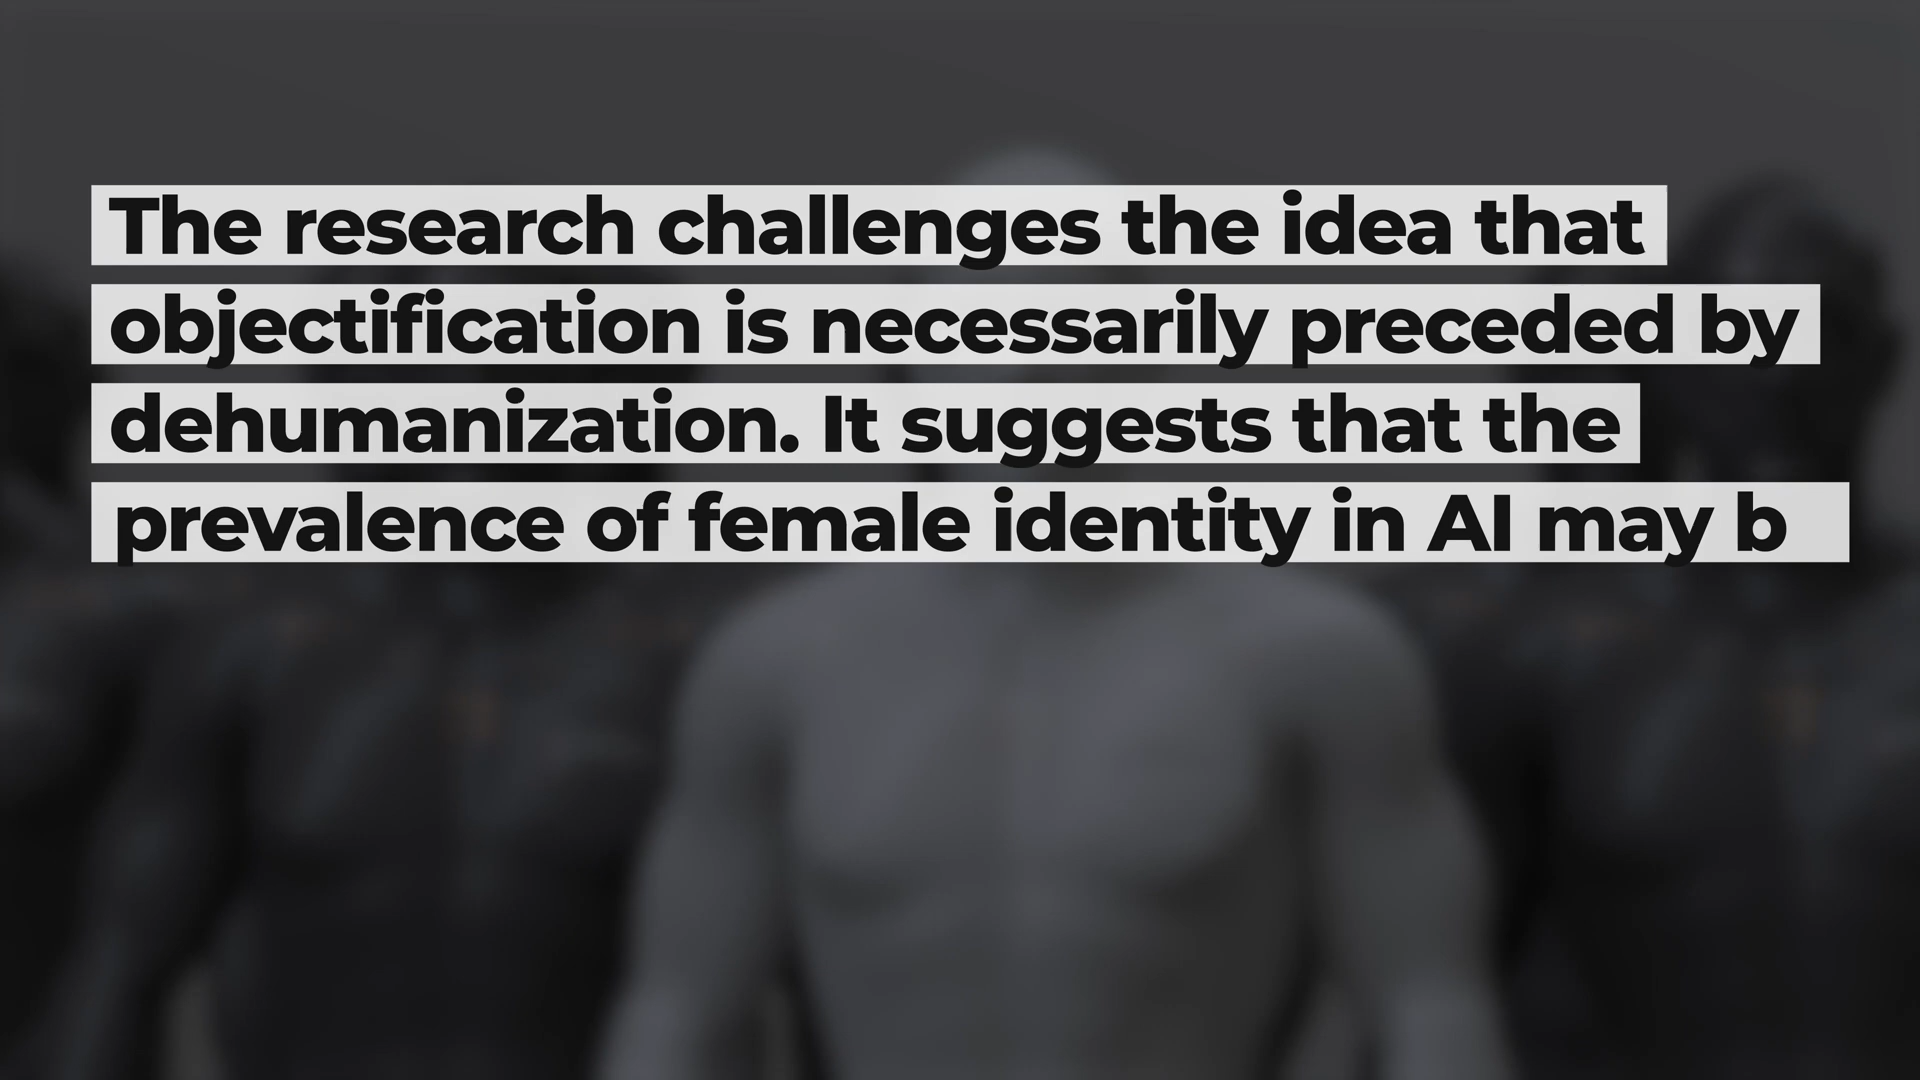 The research challenges the idea that
objectification is necessarily preceded by
dehumanization. It suggests that the
prevalence of female identity in AI may b